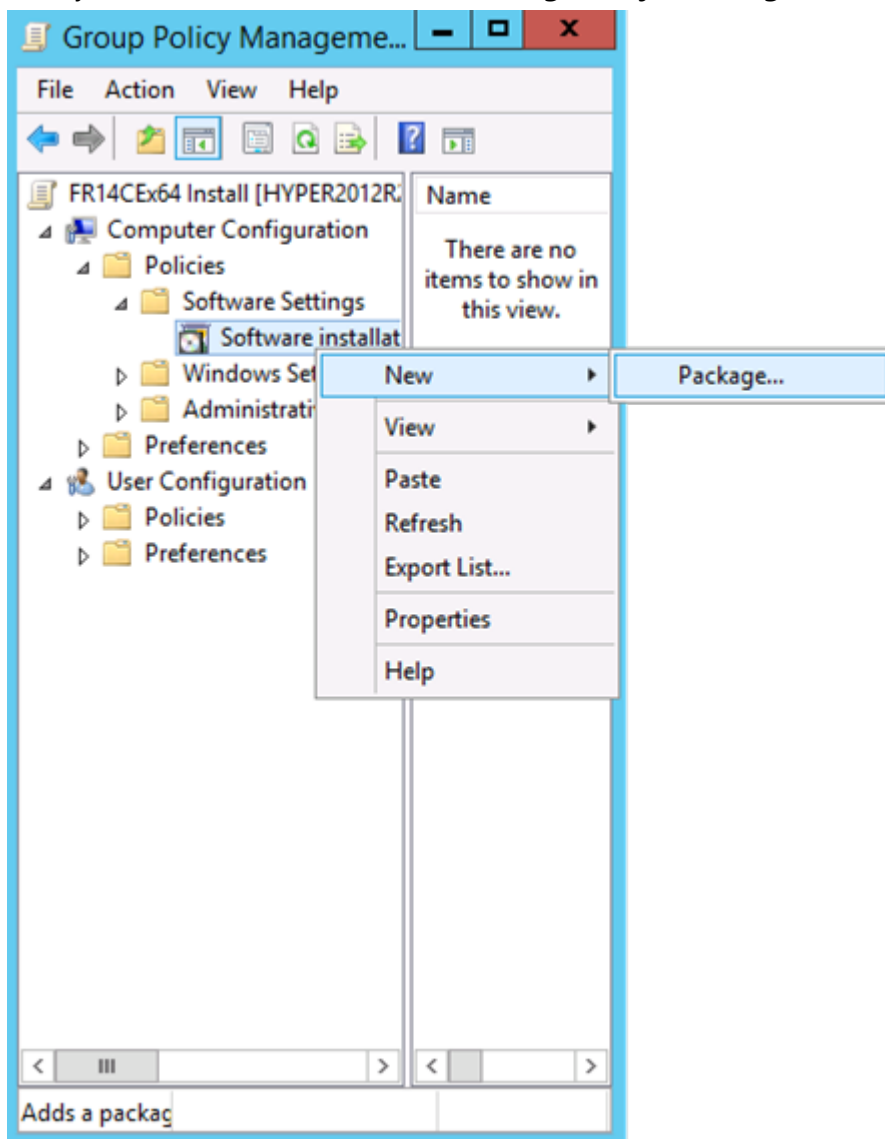 Group Policy Manageme...
File Action View Help
FR14CEx64 Install [HYPER2012R2
Name
Computer Configuration
There are no
items to show in
this view.
Policies
Software Settings
Software installat
Windows Set
Administrati
Preferences
User Configuration
Policies
Preferences
New
Package...
View
Paste
Refresh
Export List...
Properties
Help
Adds a packag